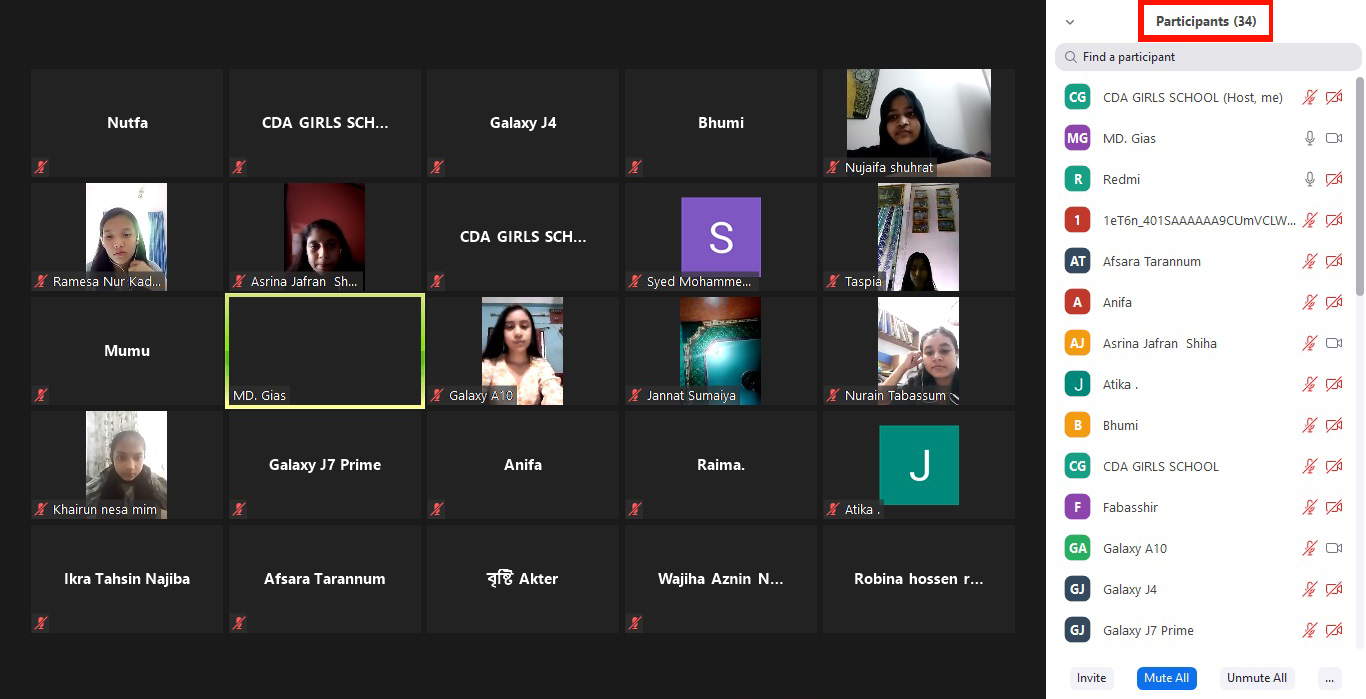 Nutfa
CDA GIRLS SCH...
Galaxy J4
Bhumi
Nujaifa shuhrat
Ramesa Nur Kad...
Asrina Jafran Sh...
CDA GIRLS SCH...
S
Syed Mohamme...
Taspia
Mumu
MD. Gias
Galaxy A10
Jannat Sumaiya
Nurain Tabassum
Khairun nesa mim
Galaxy J7 Prime
Anifa
Raima.
J
Atika .
Ikra Tahsin Najiba
Afsara Tarannum
বৃষ্টি Akter
Wajiha Aznin N...
Robina hossen r...
Participants (34)
Find a participant
CG CDA GIRLS SCHOOL (Host, me)
MG MD. Gias
R Redmi
1 1eT6n_401SAAAAAA9CUmVCLW...
AT Afsara Tarannum
A Anifa
AJ Asrina Jafran Shiha
J Atika .
B Bhumi
CG CDA GIRLS SCHOOL
F Fabasshir
GA Galaxy A10
GJ Galaxy J4
GJ Galaxy J7 Prime
Invite Mute All Unmute All ...